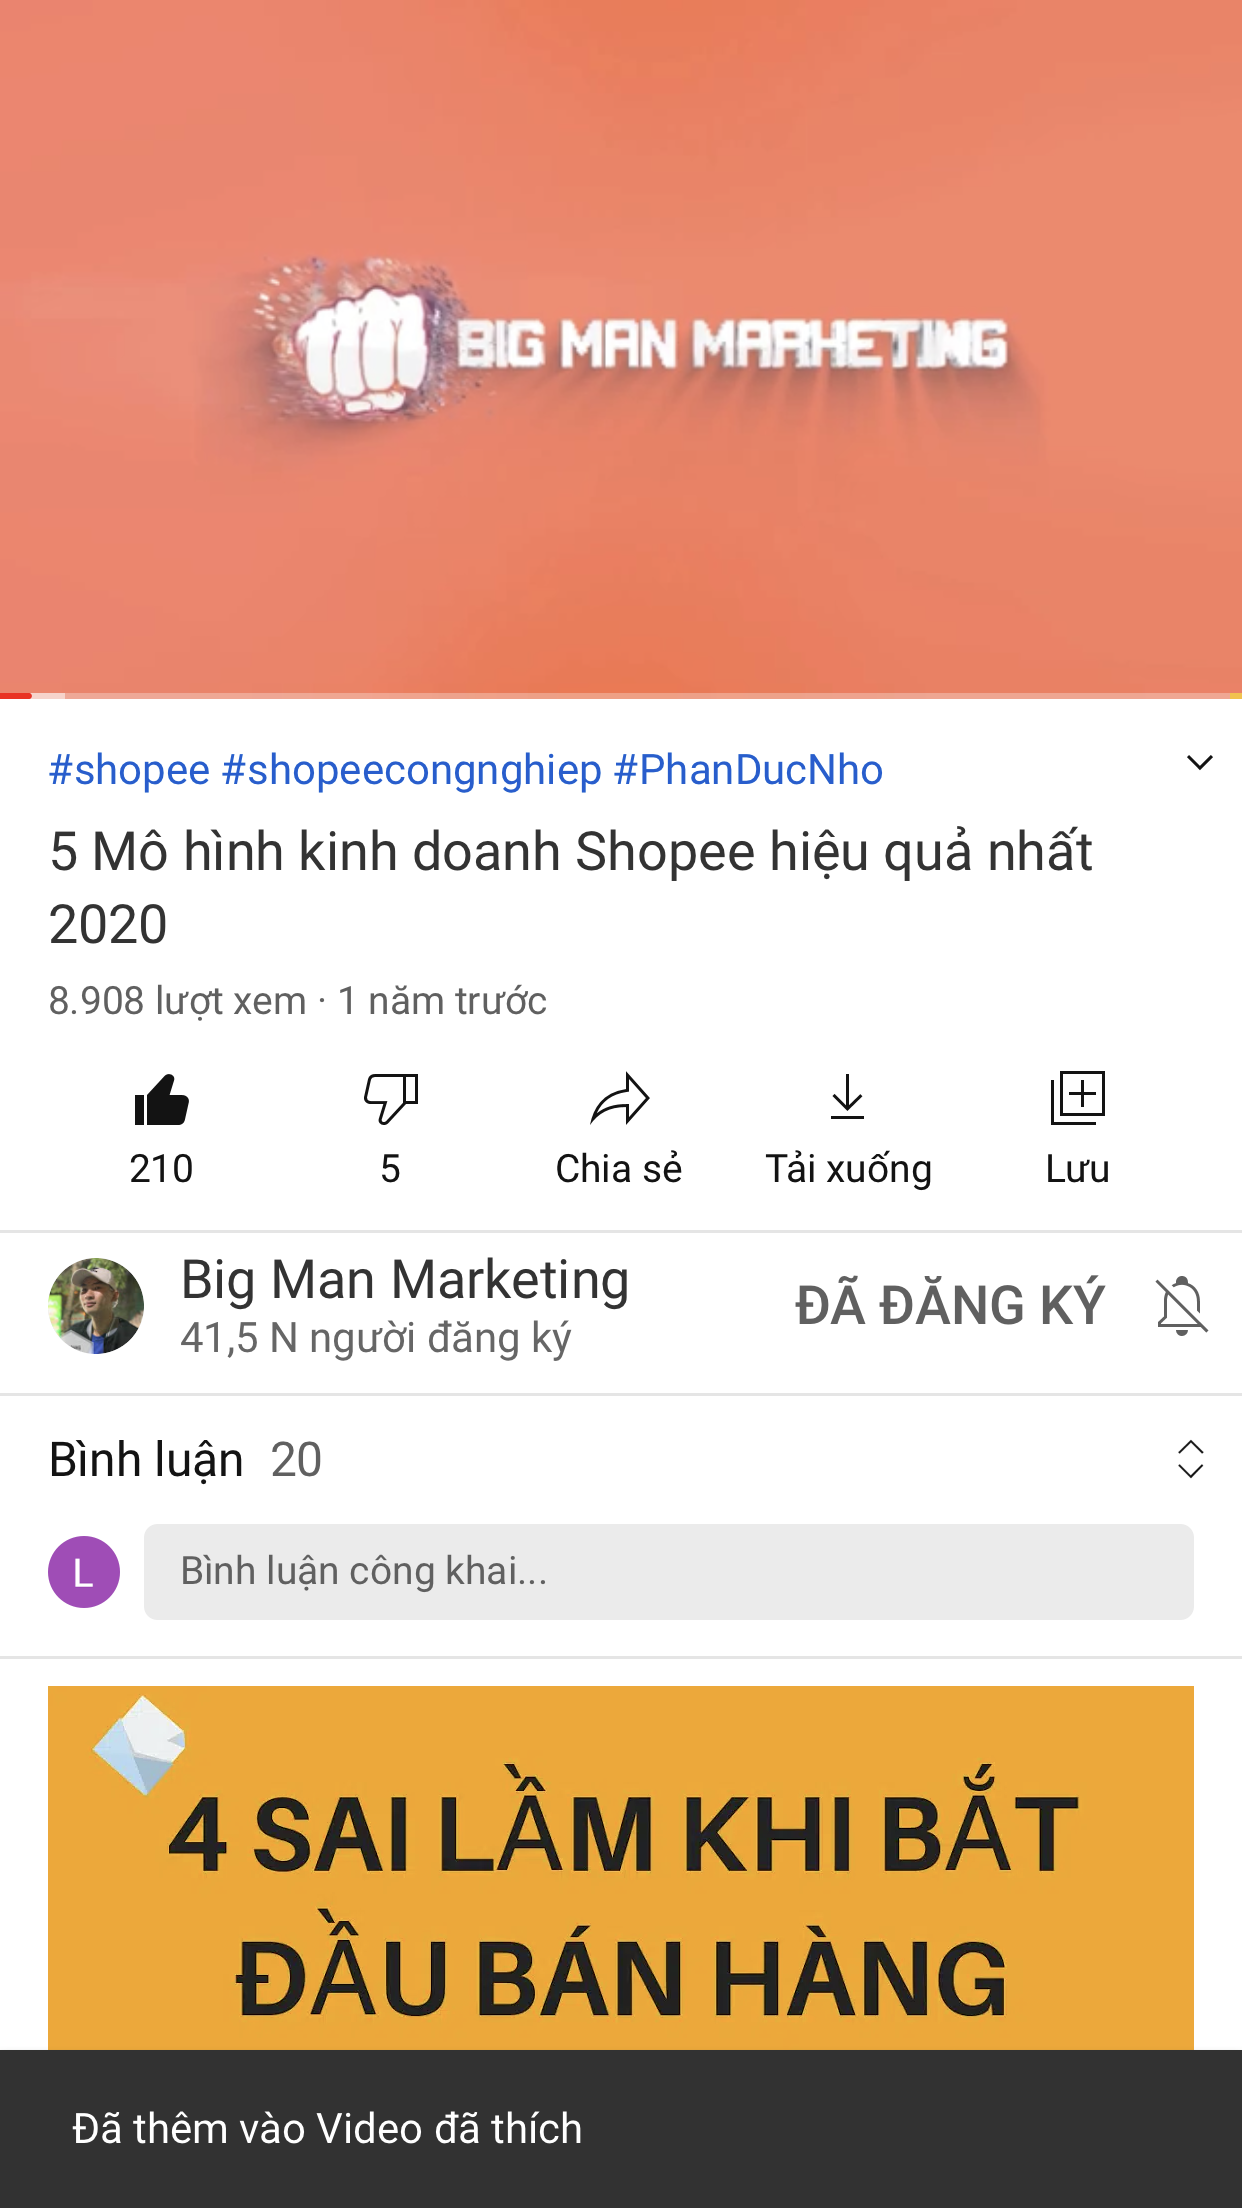 BIG MAN MARKETING
#shopee #shopeecongnghiep #PhanDucNho
5 Mô hình kinh doanh Shopee hiệu quả nhất
2020
8.908 lượt xem · 1 năm trước
210
5
Chia sẻ
Tải xuống
Lưu
Big Man Marketing
41,5 N người đăng ký
ĐÃ ĐĂNG KÝ
Bình luận 20
L
Bình luận công khai...
4 SAI LẦM KHI BẮT
ĐẦU BÁN HÀNG
Đã thêm vào Video đã thích